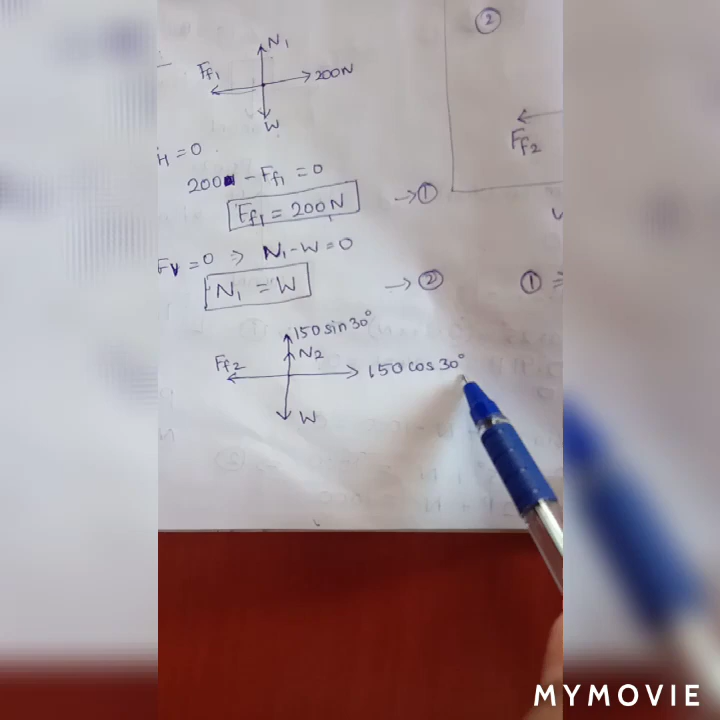 N₁
Ff₁
200N
W
H = 0
200 - Ff₁ = 0
Ff₁ = 200N → ①
Fv = 0 ⇒ N₁ - W = 0
N₁ = W → ②
150 sin 30°
N₂
Ff₂
150 cos 30°
W
②
Ff₂
① =
MYMOVIE